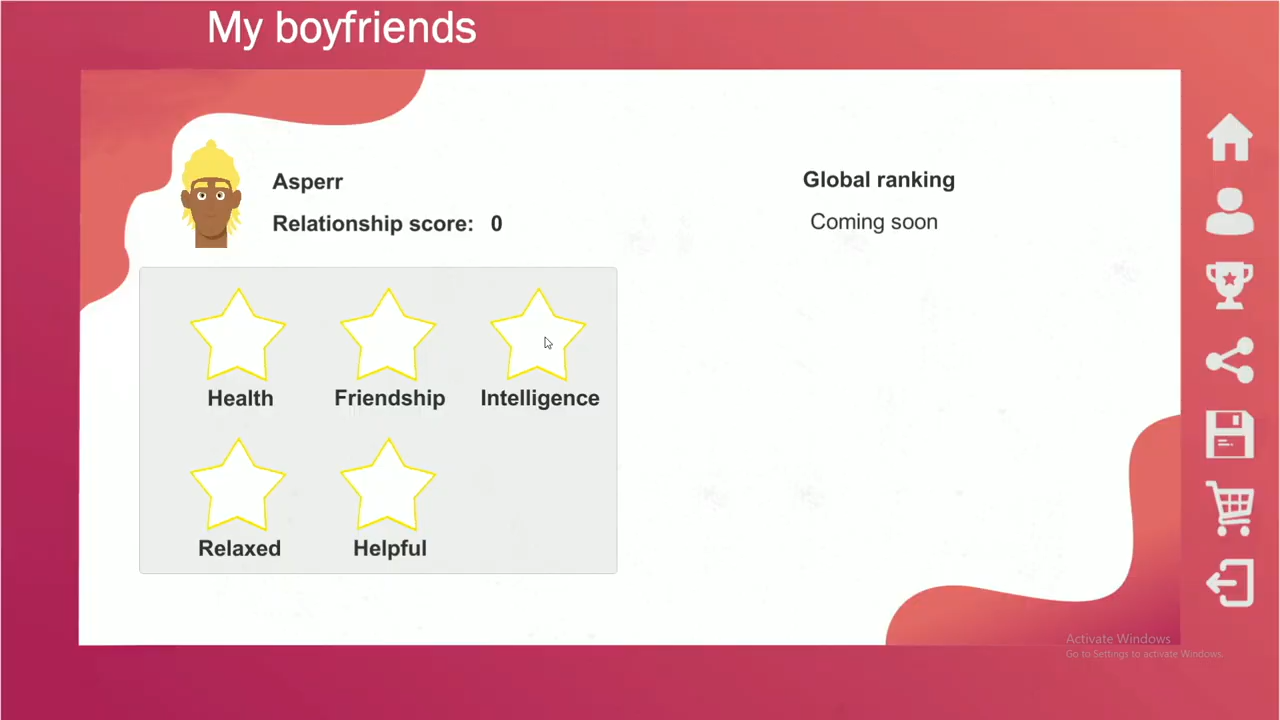 My boyfriends
Asperr
Relationship score: 0
Global ranking
Coming soon
Health
Friendship
Intelligence
Relaxed
Helpful
Activate Windows
Go to Settings to activate Windows.